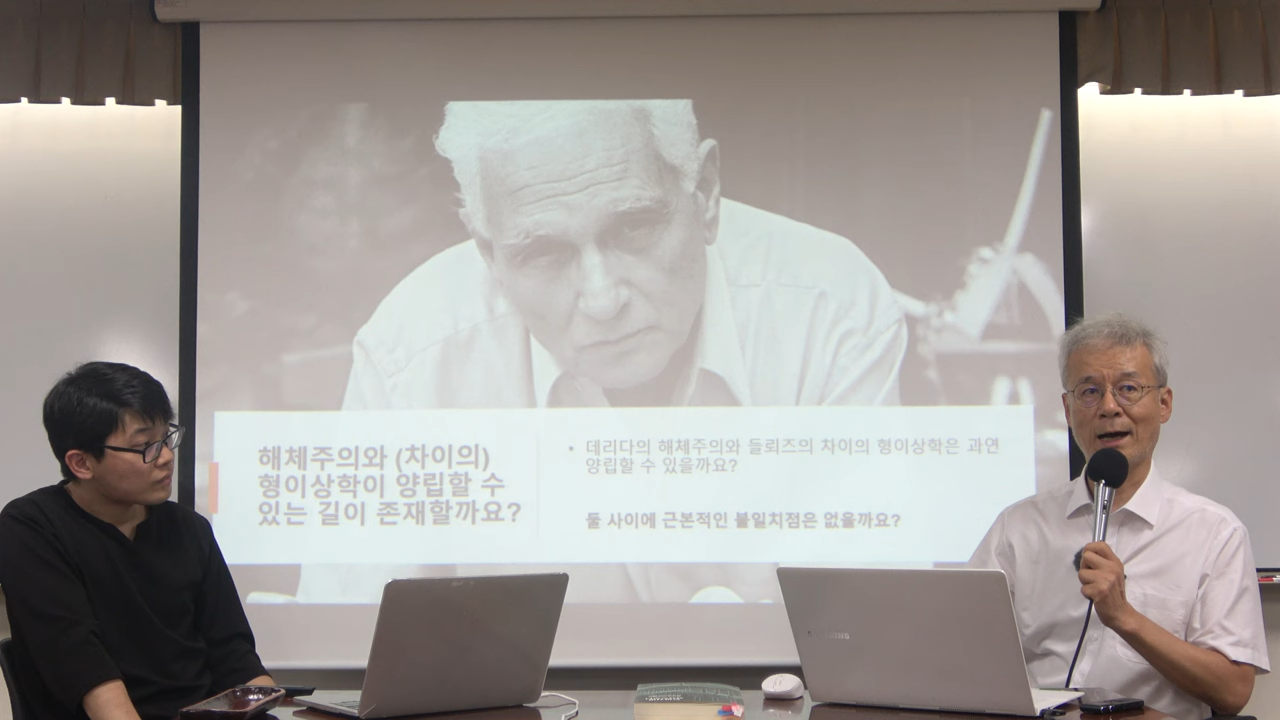 해체주의와 (차이의)
형이상학이 양립할 수
있는 길이 존재할까요?
• 데리다의 해체주의와 들뢰즈의 차이의 형이상학은 과연
양립할 수 있을까요?
둘 사이에 근본적인 불일치점은 없을까요?
SAMSUNG